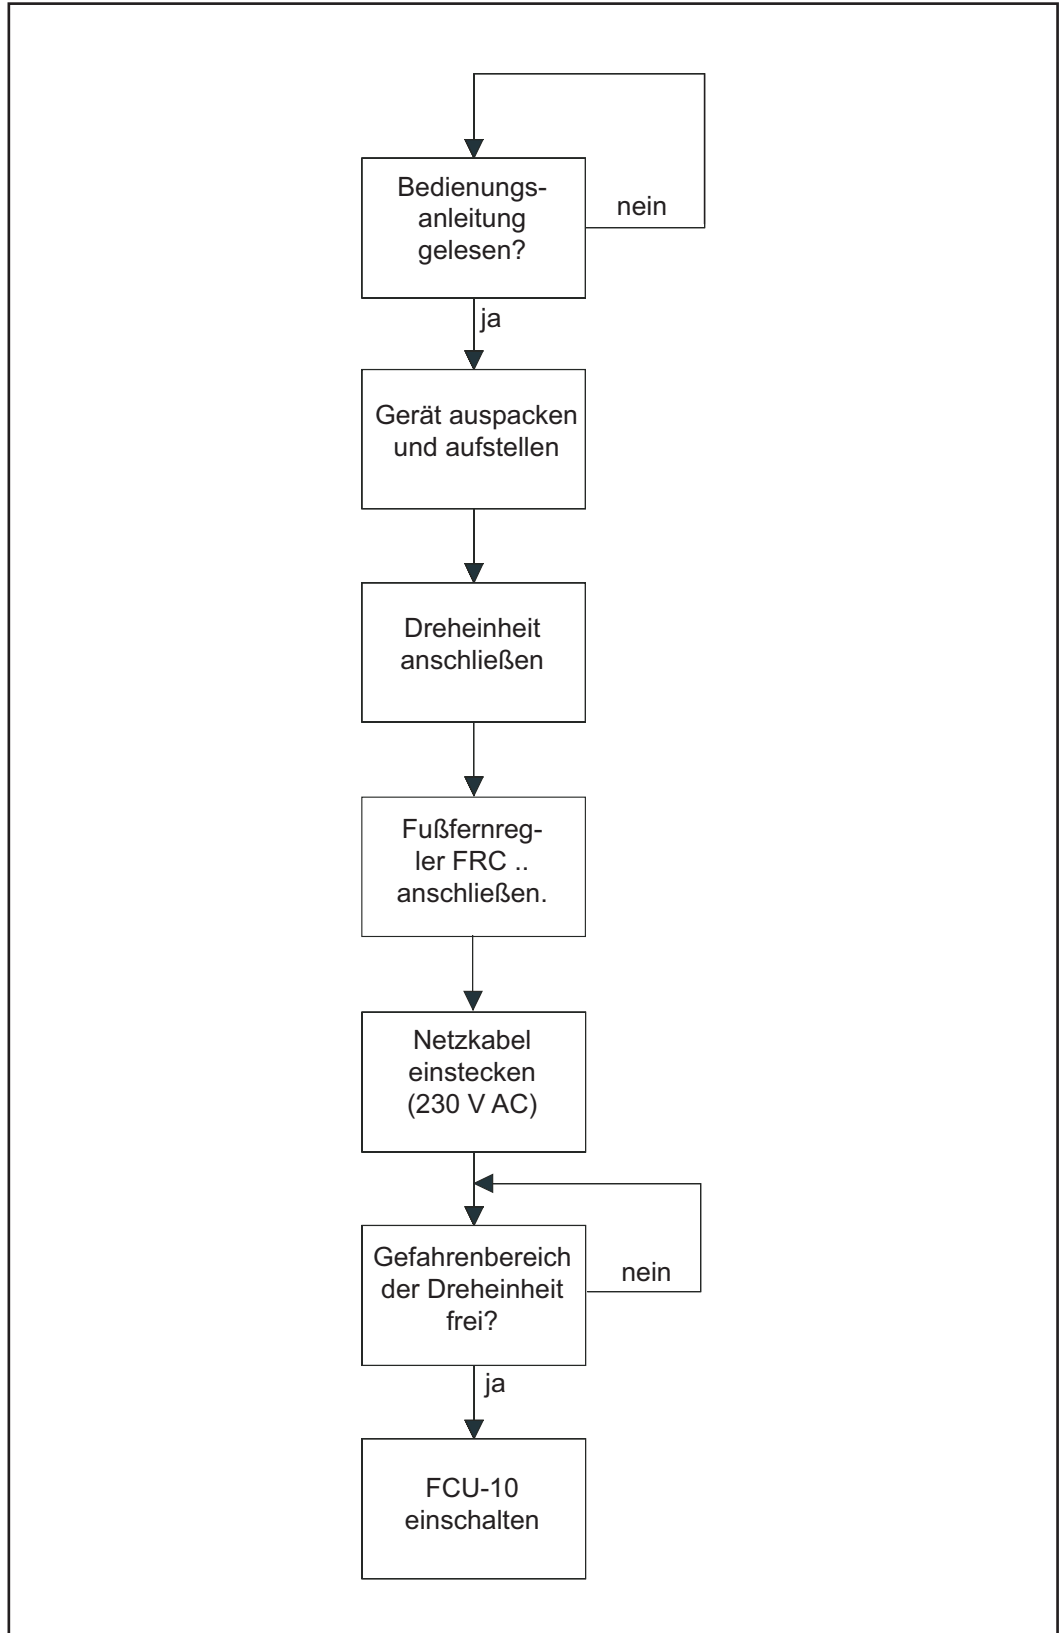 Bedienungs-
anleitung
gelesen?
nein
ja
Gerät auspacken
und aufstellen
Dreheinheit
anschließen
Fußfernreg-
ler FRC ..
anschließen.
Netzkabel
einstecken
(230 V AC)
Gefahrenbereich
der Dreheinheit
frei?
nein
ja
FCU-10
einschalten